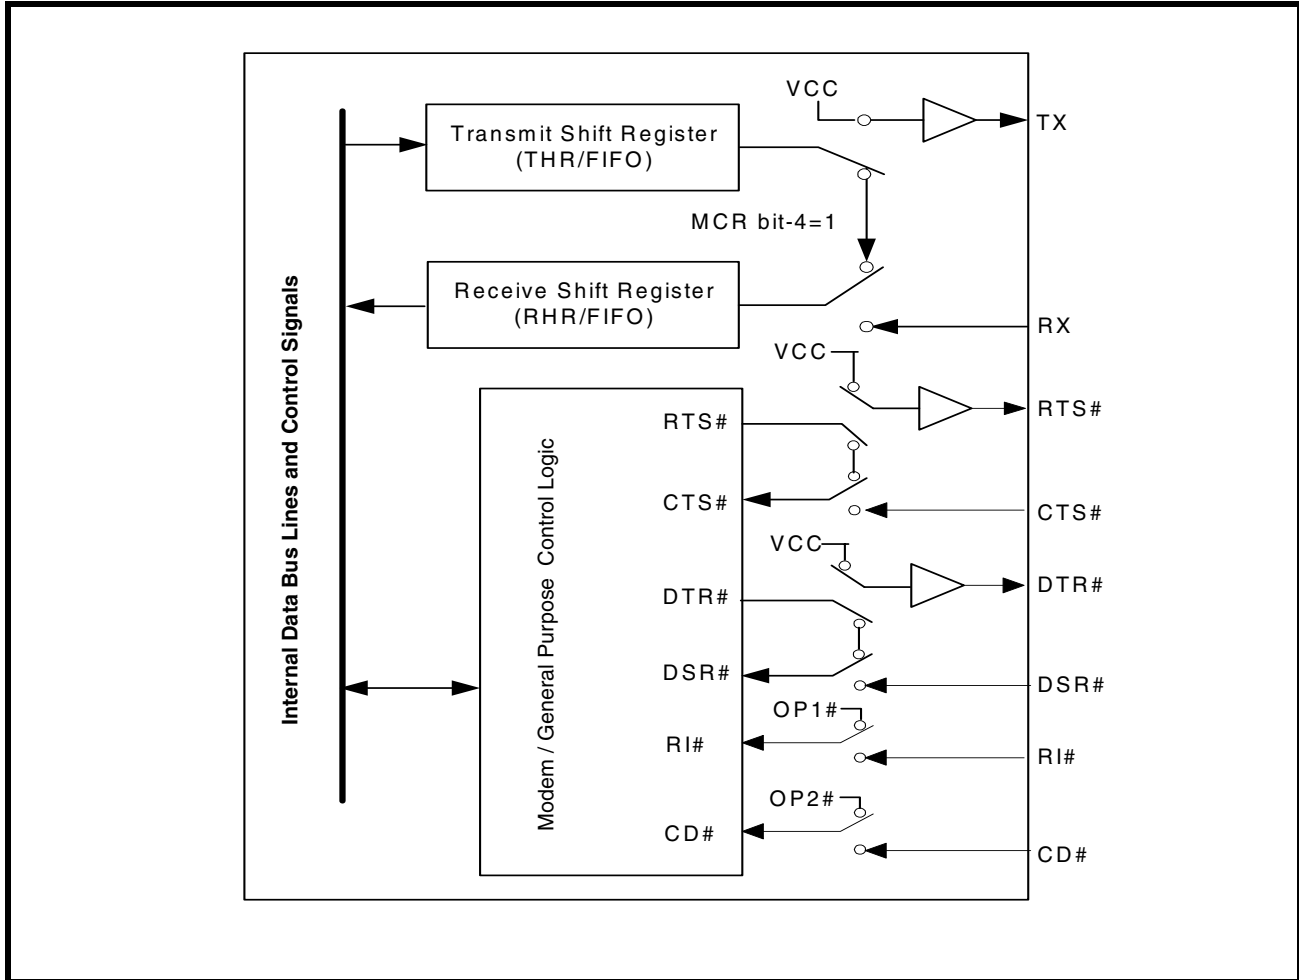 VCC
TX
Transmit Shift Register
(THR/FIFO)
MCR bit-4=1
Receive Shift Register
(RHR/FIFO)
RX
VCC
RTS#
RTS#
CTS#
CTS#
VCC
DTR#
DTR#
DSR#
DSR#
OP1#
RI#
RI#
OP2#
CD#
CD#
Internal Data Bus Lines and Control Signals
Modem / General Purpose Control Logic